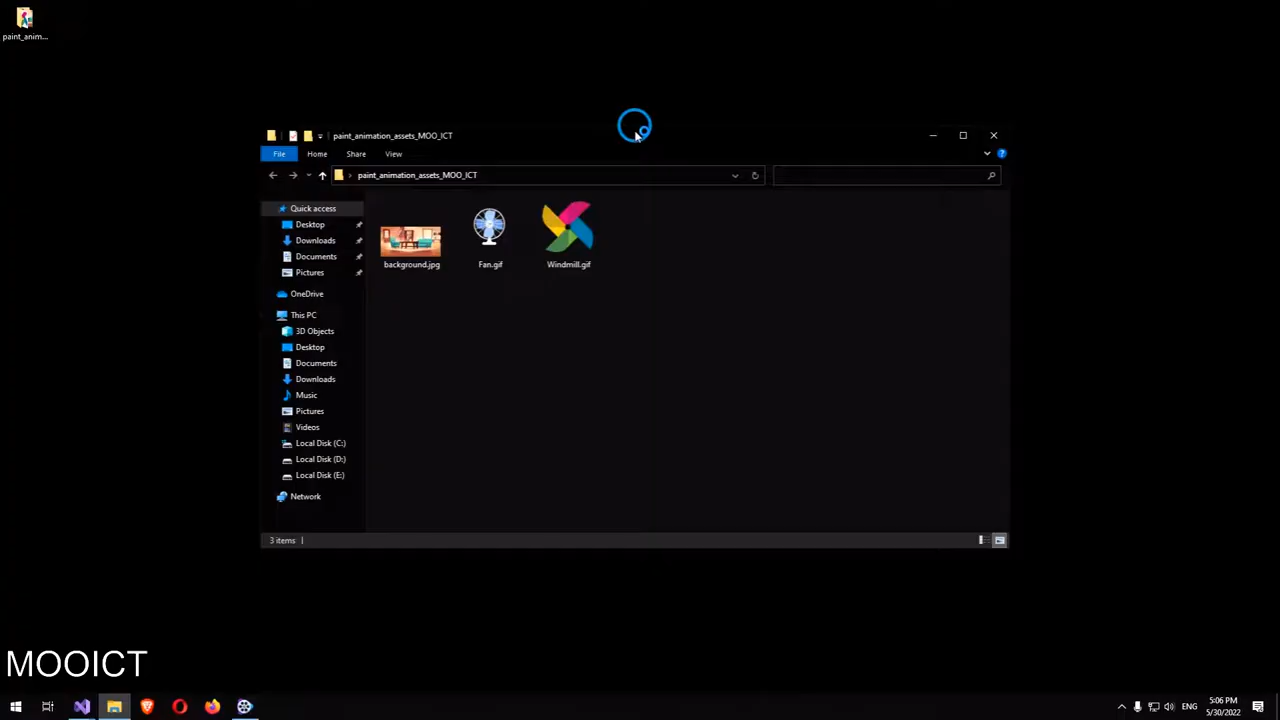 paint_anim...
paint_animation_assets_MOO_ICT
File Home Share View
paint_animation_assets_MOO_ICT
Quick access
Desktop
Downloads
Documents
Pictures
OneDrive
This PC
3D Objects
Desktop
Documents
Downloads
Music
Pictures
Videos
Local Disk (C:)
Local Disk (D:)
Local Disk (E:)
Network
background.jpg Fan.gif Windmill.gif
3 items
MOOICT
ENG
5:06 PM
5/30/2022